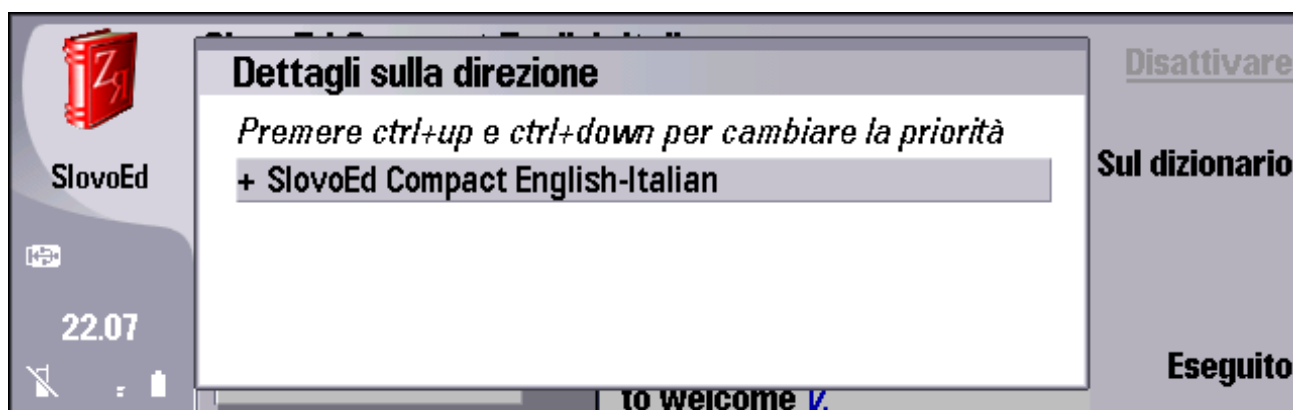 Dettagli sulla direzione
Premere ctrl+up e ctrl+down per cambiare la priorità
+ SlovoEd Compact English-Italian
SlovoEd
22.07
Disattivare
Sul dizionario
Eseguito
to welcome v.